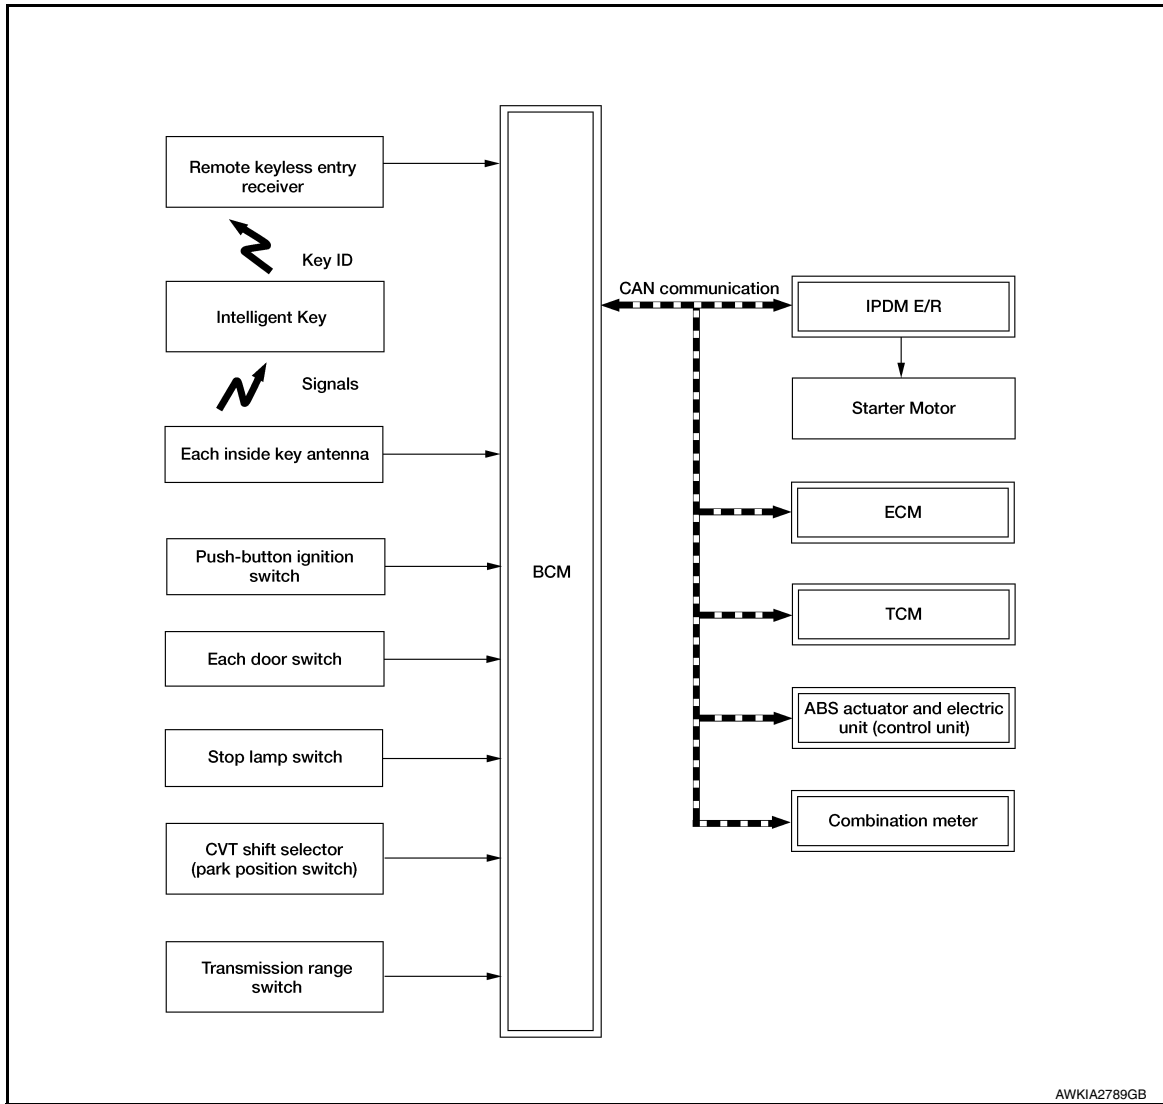 Remote keyless entry
receiver
Key ID
Intelligent Key
Signals
Each inside key antenna
Push-button ignition
switch
Each door switch
Stop lamp switch
CVT shift selector
(park position switch)
Transmission range
switch
BCM
CAN communication
IPDM E/R
Starter Motor
ECM
TCM
ABS actuator and electric
unit (control unit)
Combination meter
AWKIA2789GB